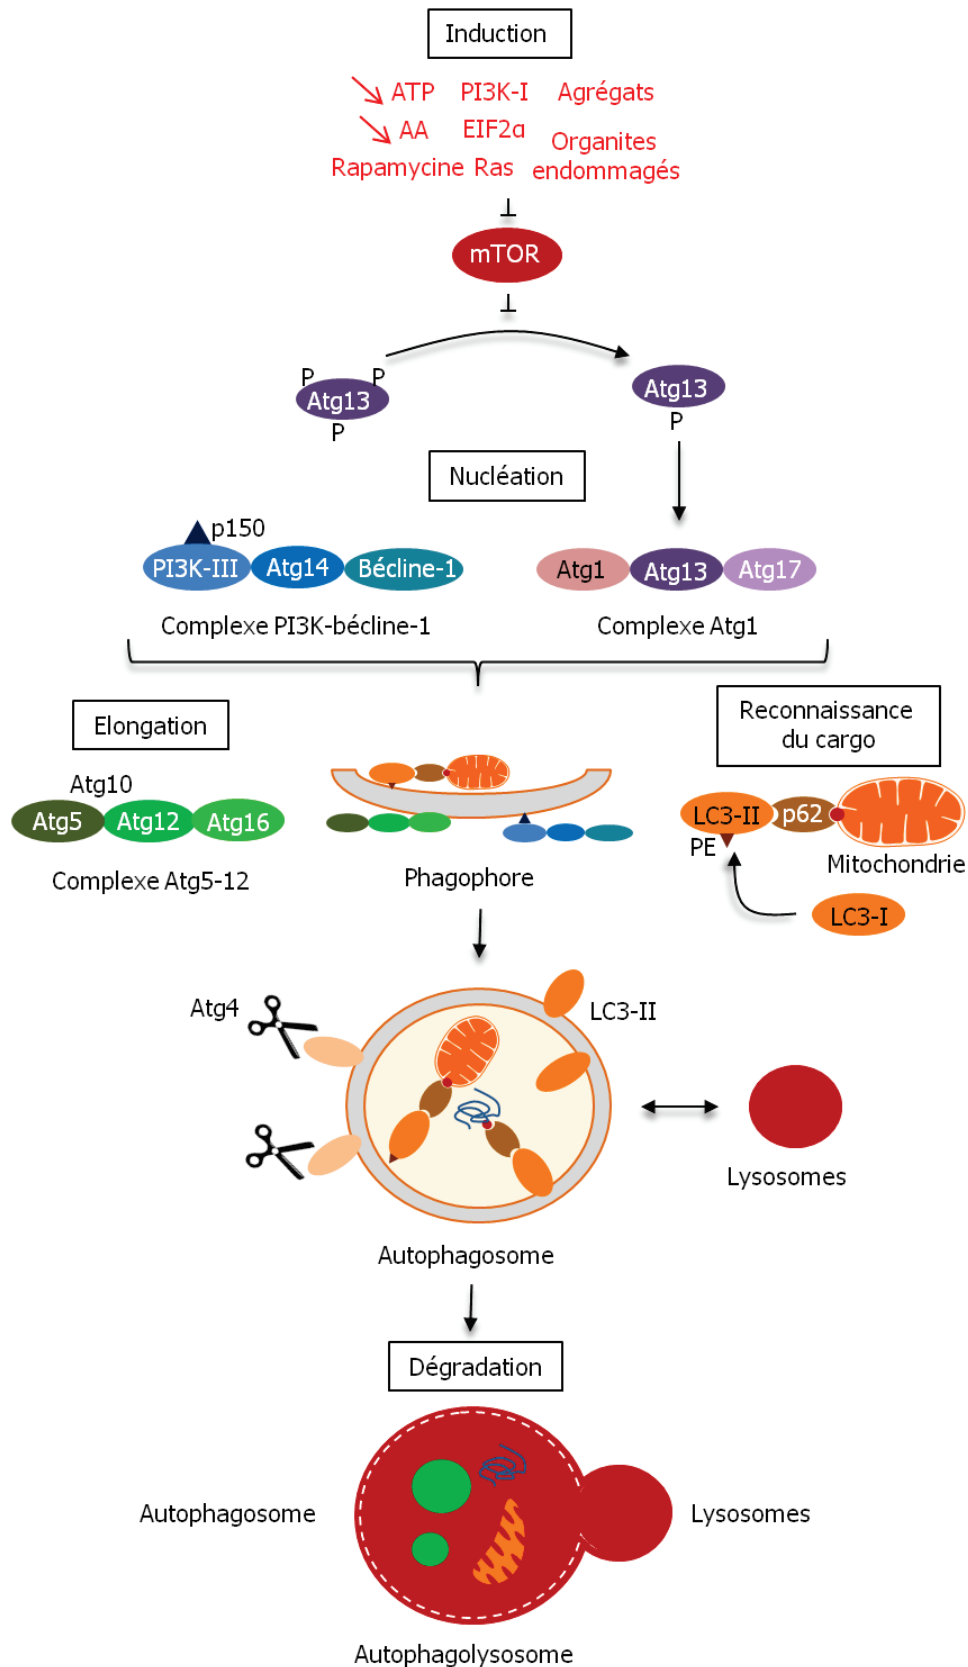 Induction
ATP PI3K-I Agrégats
AA EIF2α Organites
Rapamycine Ras endommagés
mTOR
P P
Atg13
P
Atg13
P
Nucléation
p150
PI3K-III Atg14 Bécline-1
Atg1 Atg13 Atg17
Complexe PI3K-bécline-1
Complexe Atg1
Elongation
Reconnaissance
du cargo
Atg10
Atg5 Atg12 Atg16
Complexe Atg5-12
Phagophore
LC3-II p62
PE
Mitochondrie
LC3-I
Atg4
LC3-II
Lysosomes
Autophagosome
Dégradation
Autophagosome
Lysosomes
Autophagolysosome